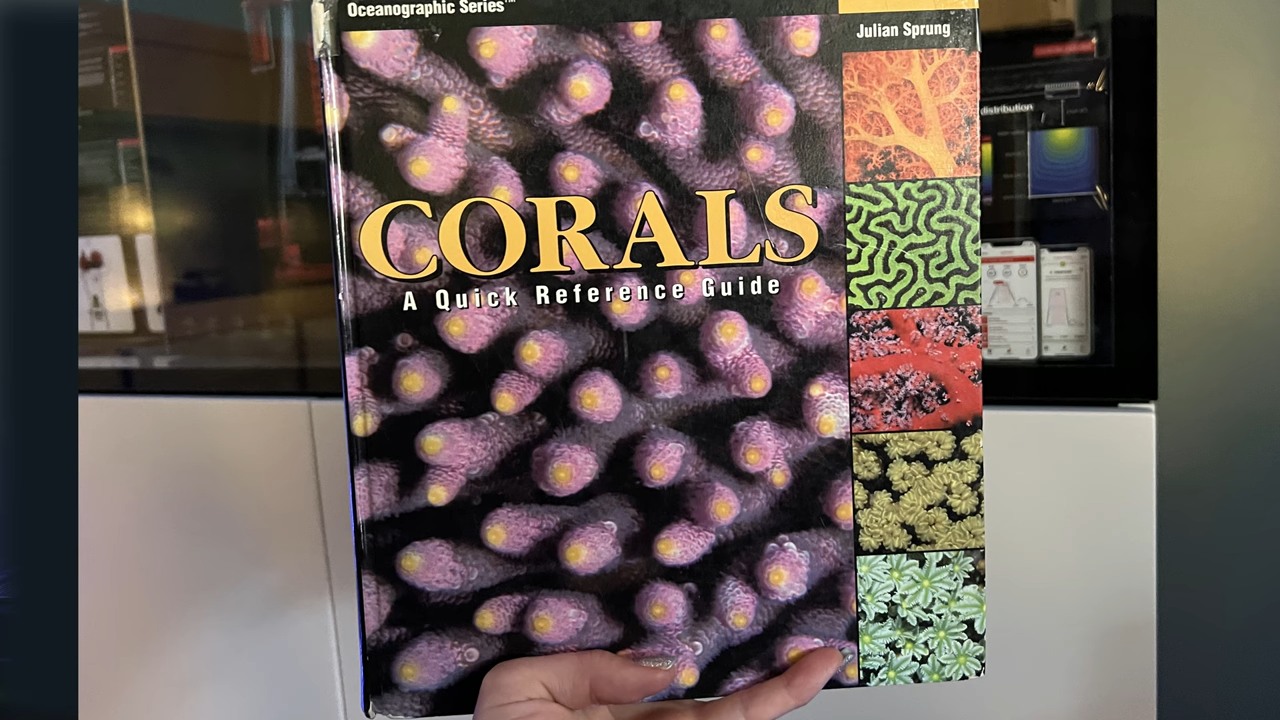 Oceanographic Series™
Julian Sprung
CORALS
A Quick Reference Guide
distribution